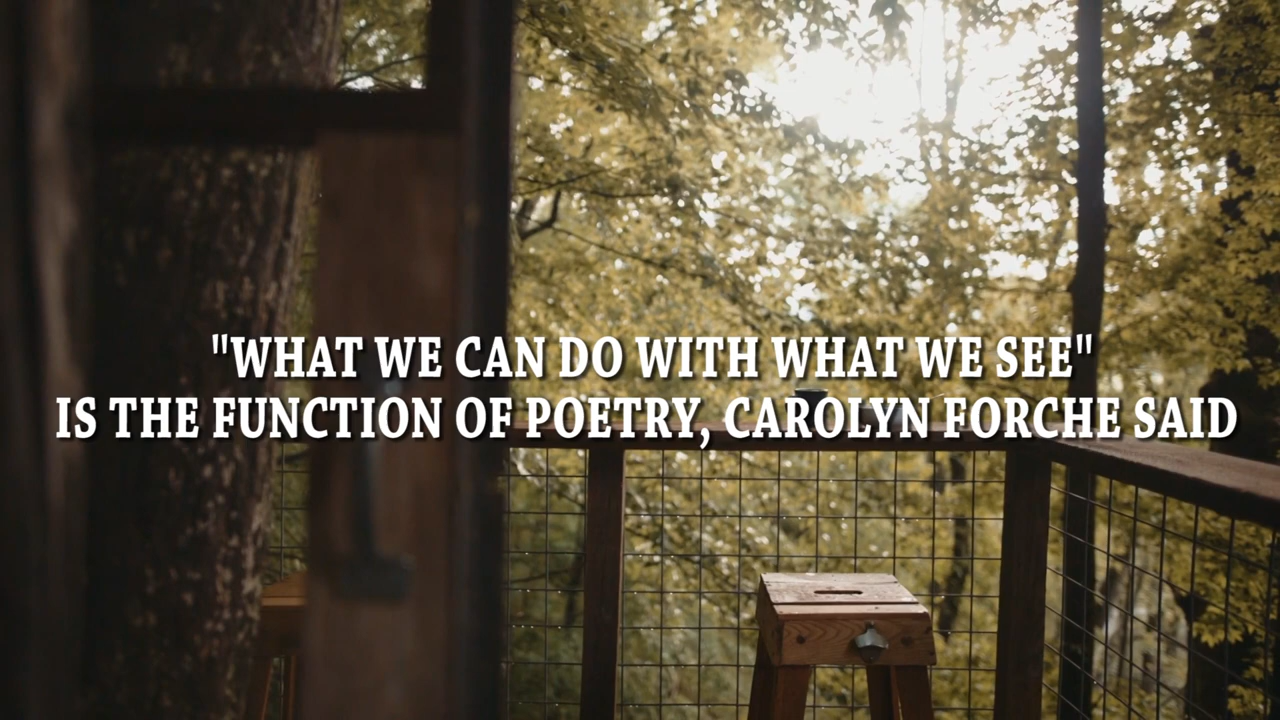 "WHAT WE CAN DO WITH WHAT WE SEE"
IS THE FUNCTION OF POETRY, CAROLYN FORCHE SAID